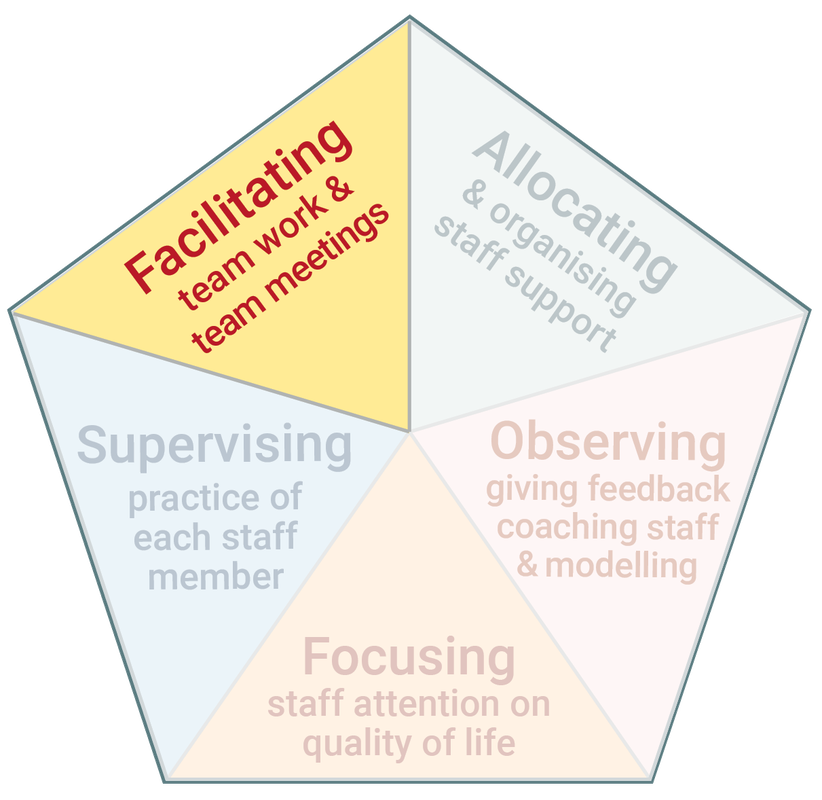 Facilitating
team work &
team meetings
Allocating
& organising
staff support
Observing
giving feedback
coaching staff
& modelling
Focusing
staff attention on
quality of life
Supervising
practice of
each staff
member